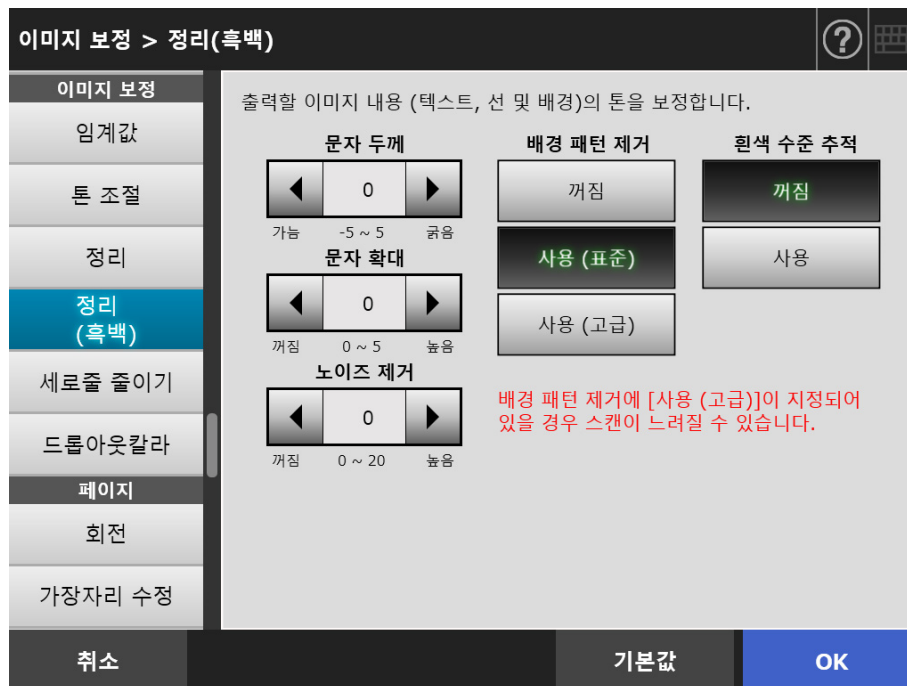 이미지 보정 > 정리(흑백)
?
이미지 보정
임계값
톤 조절
정리
정리
(흑백)
세로줄 줄이기
드롭아웃칼라
페이지
회전
가장자리 수정
출력할 이미지 내용 (텍스트, 선 및 배경)의 톤을 보정합니다.
문자 두께
0
가늠 -5 ~ 5 굵음
문자 확대
0
꺼짐 0 ~ 5 높음
노이즈 제거
0
꺼짐 0 ~ 20 높음
배경 패턴 제거
꺼짐
사용 (표준)
사용 (고급)
흰색 수준 추적
꺼짐
사용
배경 패턴 제거에 [사용 (고급)]이 지정되어
있을 경우 스캔이 느려질 수 있습니다.
취소
기본값
OK